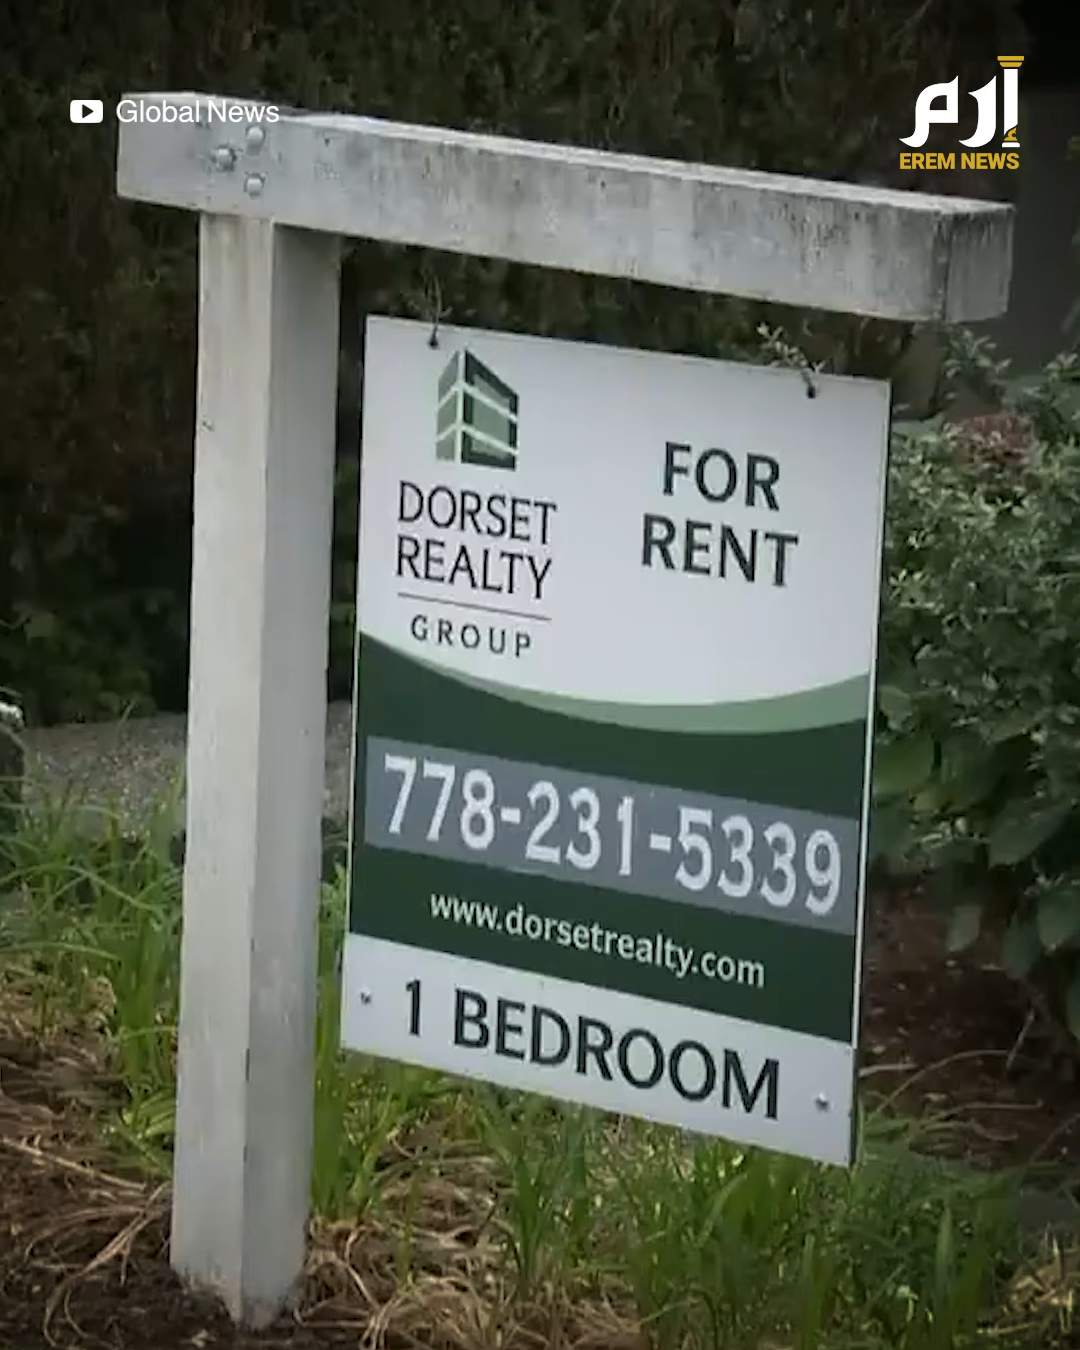 Global News
إرم
EREM NEWS
DORSET
REALTY
GROUP
FOR
RENT
778-231-5339
www.dorsetrealty.com
1 BEDROOM